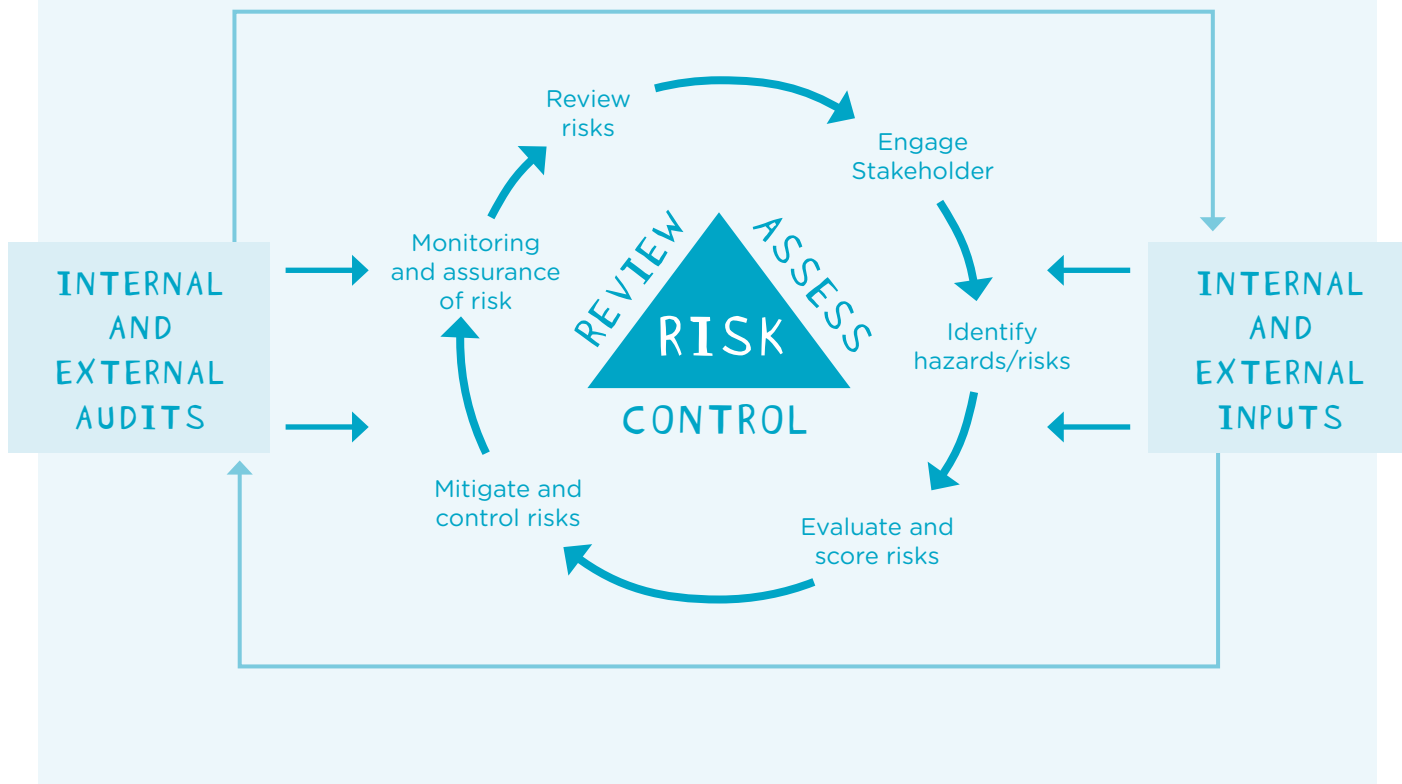 Review
risks
Engage
Stakeholder
Monitoring
and assurance
of risk
REVIEW
ASSESS
RISK
CONTROL
INTERNAL
AND
EXTERNAL
AUDITS
INTERNAL
AND
EXTERNAL
INPUTS
Identify
hazards/risks
Mitigate and
control risks
Evaluate and
score risks